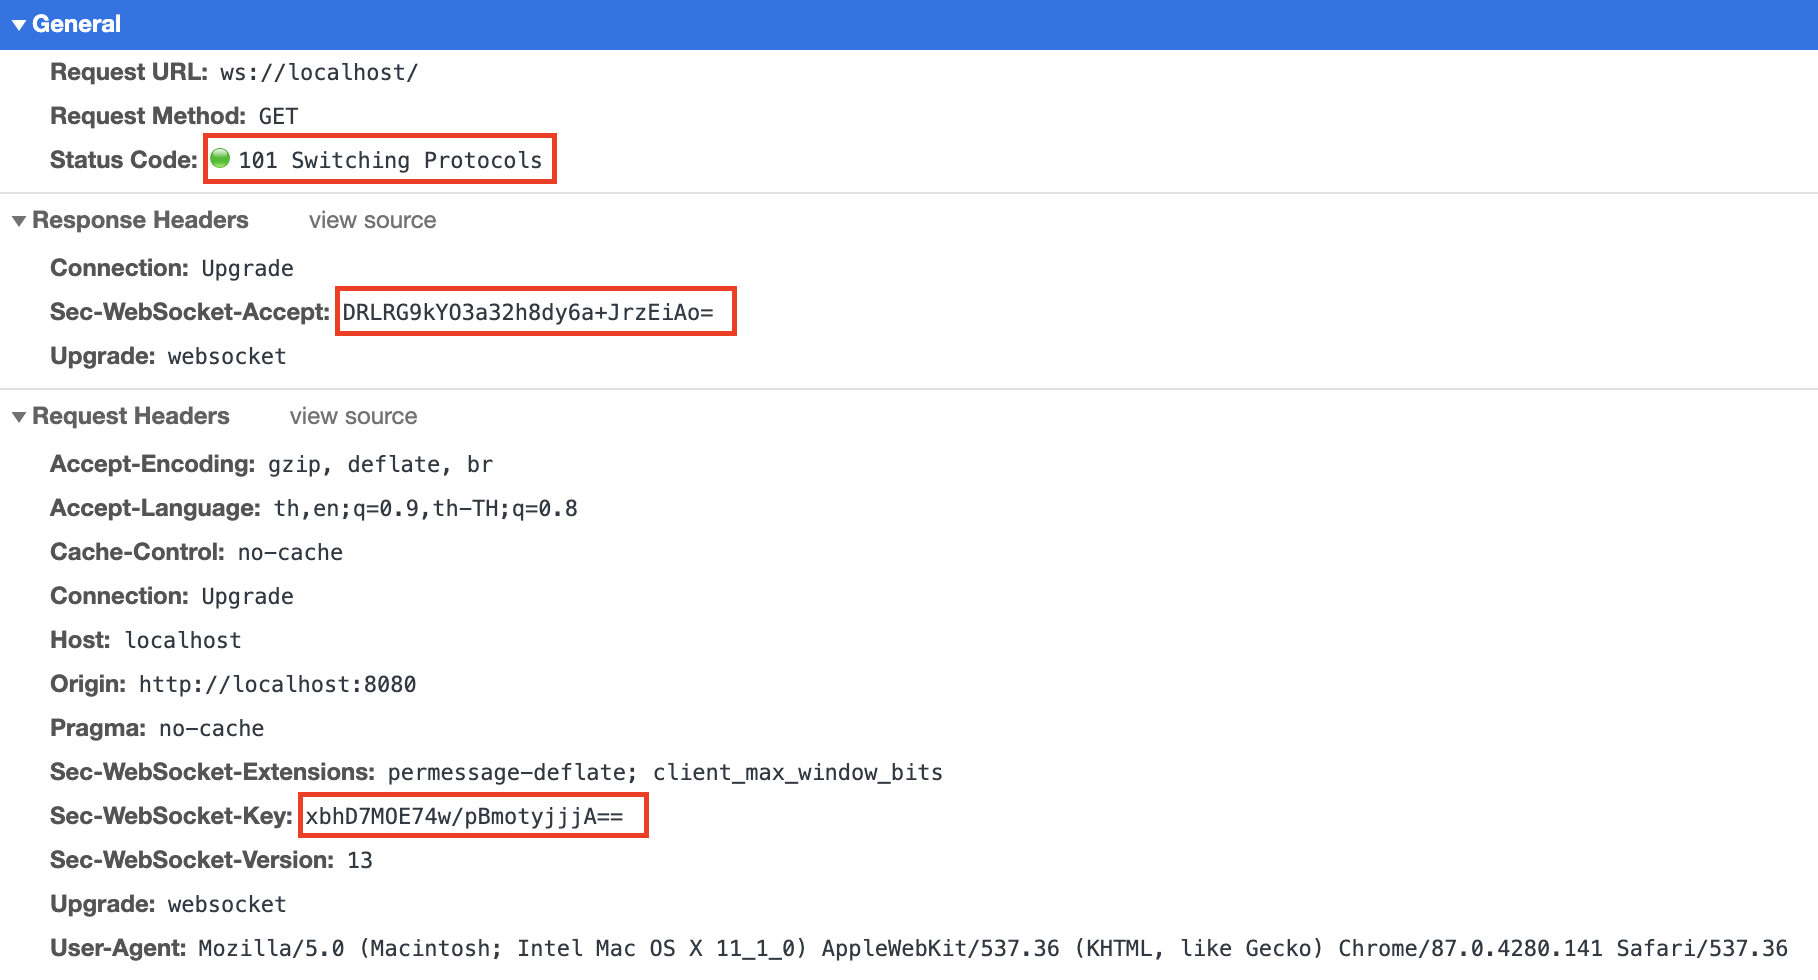 General
Request URL: ws://localhost/
Request Method: GET
Status Code: 101 Switching Protocols
Response Headers view source
Connection: Upgrade
Sec-WebSocket-Accept: DRLRG9kYO3a32h8dy6a+JrzEiAo=
Upgrade: websocket
Request Headers view source
Accept-Encoding: gzip, deflate, br
Accept-Language: th,en;q=0.9,th-TH;q=0.8
Cache-Control: no-cache
Connection: Upgrade
Host: localhost
Origin: http://localhost:8080
Pragma: no-cache
Sec-WebSocket-Extensions: permessage-deflate; client_max_window_bits
Sec-WebSocket-Key: xbhD7MOE74w/pBmotyjjjA==
Sec-WebSocket-Version: 13
Upgrade: websocket
User-Agent: Mozilla/5.0 (Macintosh; Intel Mac OS X 11_1_0) AppleWebKit/537.36 (KHTML, like Gecko) Chrome/87.0.4280.141 Safari/537.36